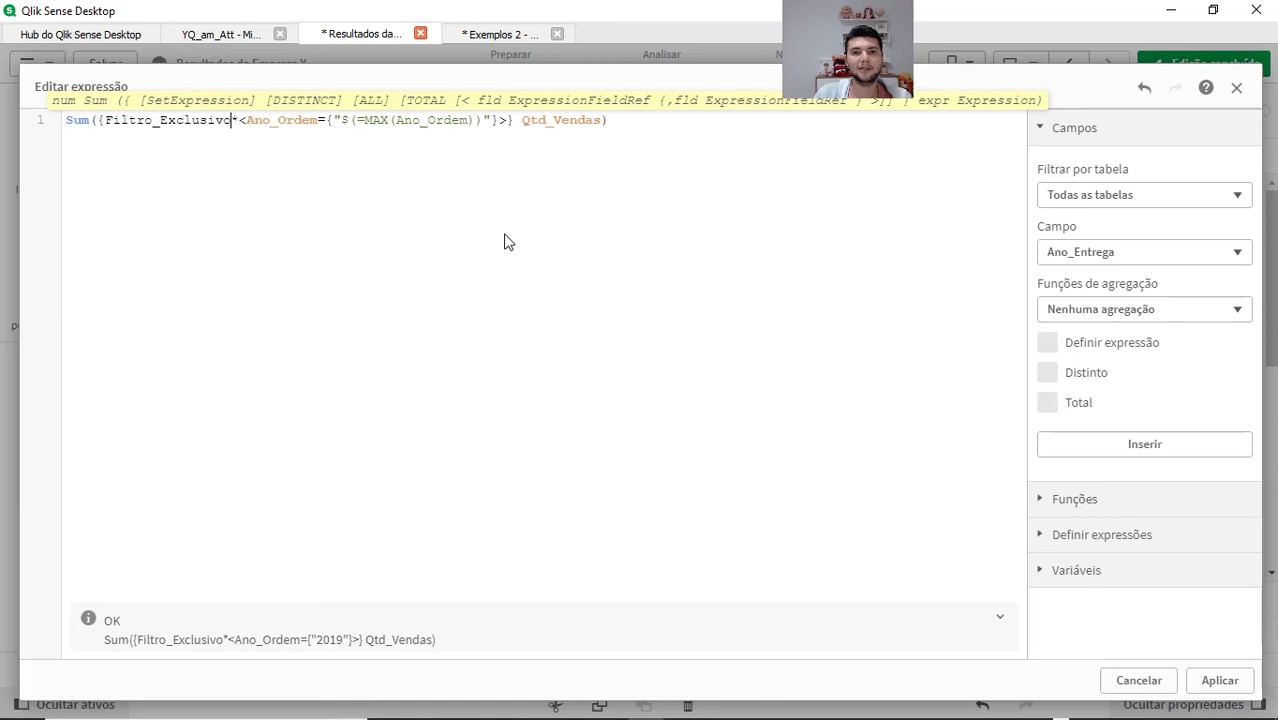 Qlik Sense Desktop
Hub do Qlik Sense Desktop
YQ_am_Att - Mi...
* Resultados da...
* Exemplos 2 - ...
Preparar
Analisar
Editar expressão
num Sum ({ [SetExpression] [DISTINCT] [ALL] [TOTAL [< fld ExpressionFieldRef {,fld ExpressionFieldRef } >]] } expr Expression)
1 Sum({Filtro_Exclusivo*<Ano_Ordem={"$(=MAX(Ano_Ordem))"}>} Qtd_Vendas)
Campos
Filtrar por tabela
Todas as tabelas
Campo
Ano_Entrega
Funções de agregação
Nenhuma agregação
Definir expressão
Distinto
Total
Inserir
Funções
Definir expressões
Variáveis
OK
Sum({Filtro_Exclusivo*<Ano_Ordem={"2019"}>} Qtd_Vendas)
Cancelar
Aplicar
Ocultar ativos
Ocultar propriedades